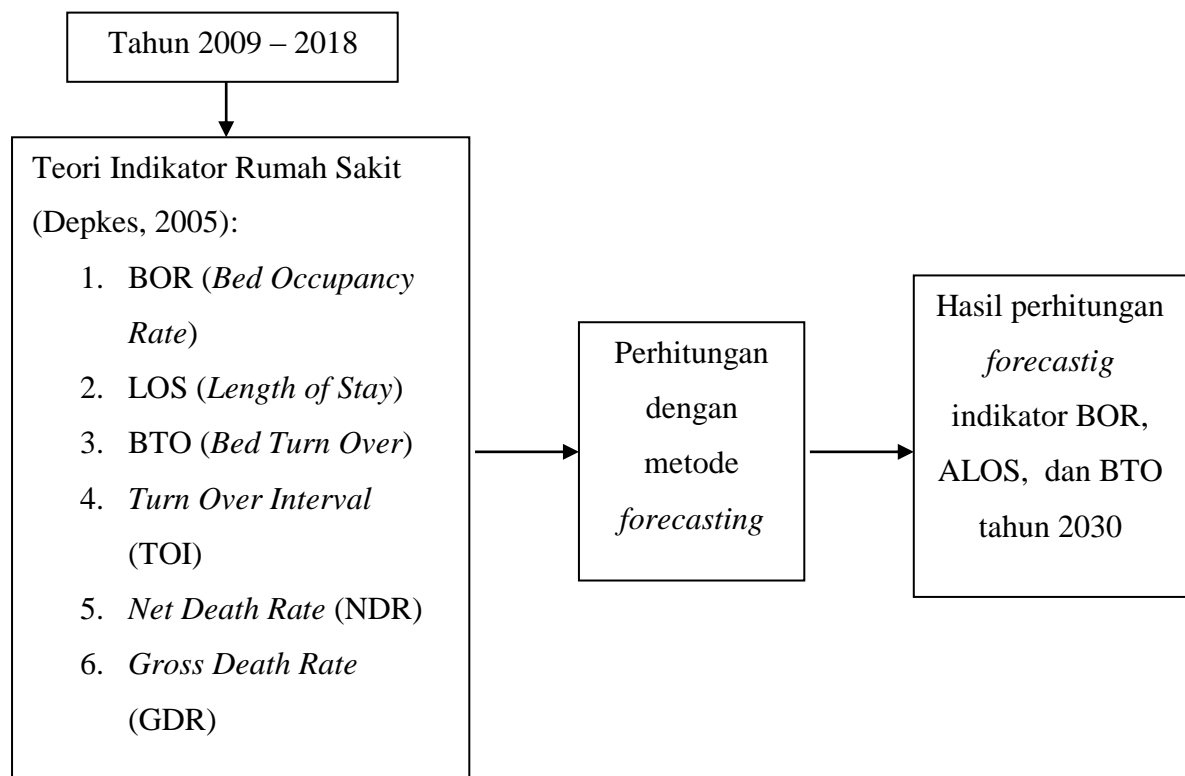 Tahun 2009 – 2018
Teori Indikator Rumah Sakit
(Depkes, 2005):
1. BOR (Bed Occupancy
Rate)
2. LOS (Length of Stay)
3. BTO (Bed Turn Over)
4. Turn Over Interval
(TOI)
5. Net Death Rate (NDR)
6. Gross Death Rate
(GDR)
Perhitungan
dengan
metode
forecasting
Hasil perhitungan
forecastig
indikator BOR,
ALOS, dan BTO
tahun 2030